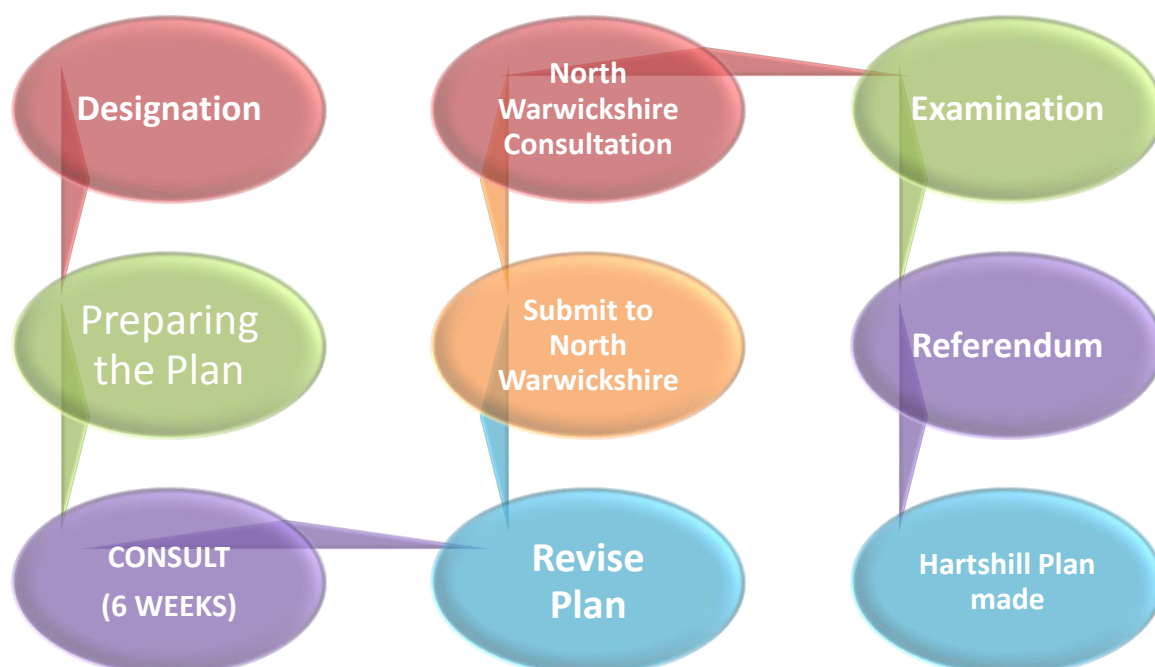 Designation
Preparing
the Plan
CONSULT
(6 WEEKS)
Revise
Plan
Submit to
North
Warwickshire
North
Warwickshire
Consultation
Examination
Referendum
Hartshill Plan
made